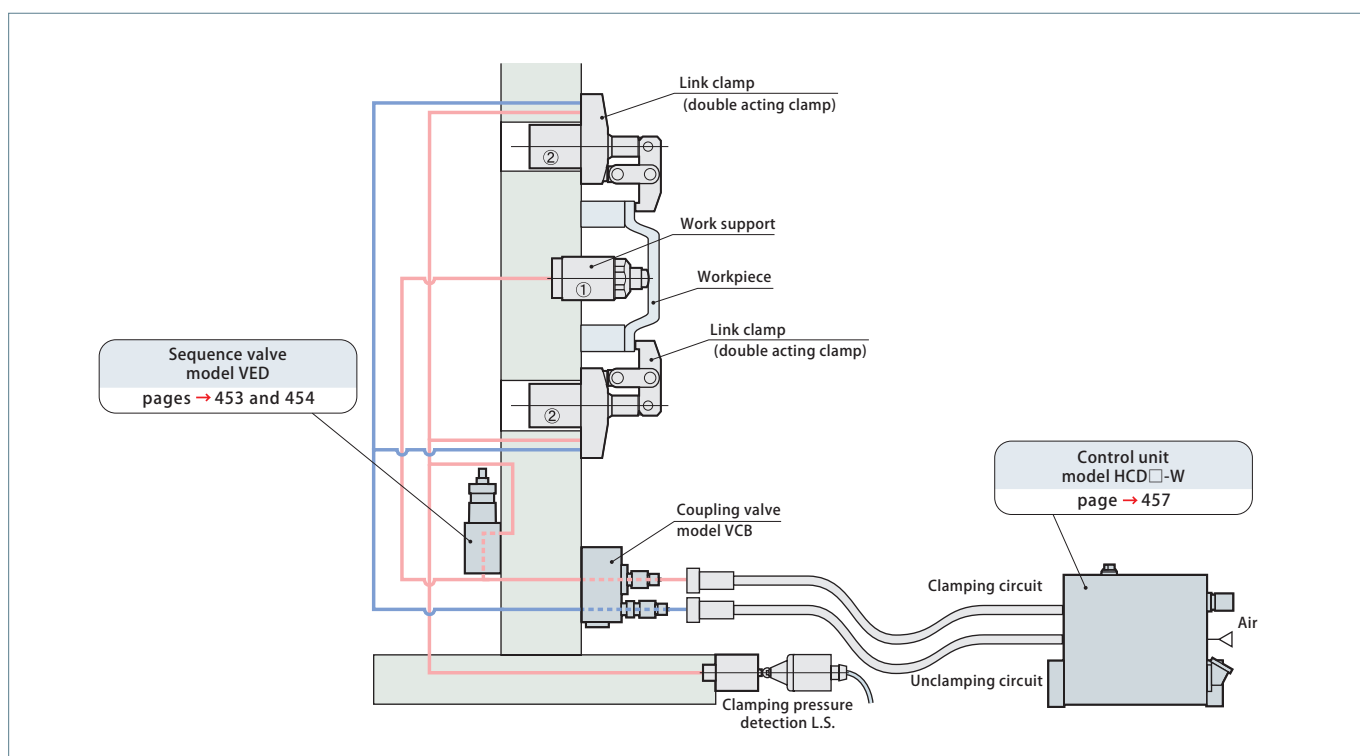 Link clamp
(double acting clamp)
②
Work support
①
Workpiece
Link clamp
(double acting clamp)
②
Sequence valve
model VED
pages → 453 and 454
Control unit
model HCD□-W
page → 457
Coupling valve
model VCB
Clamping circuit
Air
Unclamping circuit
Clamping pressure
detection L.S.